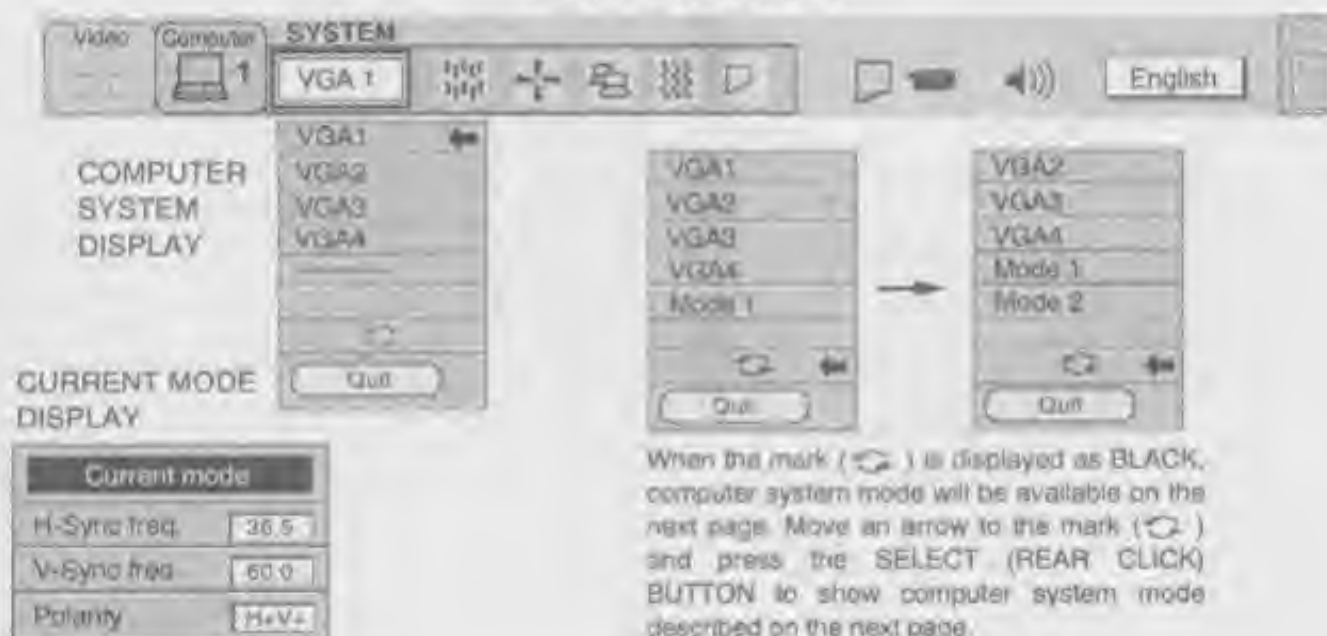 Video Computer SYSTEM
1 VGA 1 English
COMPUTER
SYSTEM
DISPLAY
VGA1
VGA2
VGA3
VGA4
Quit
VGA1
VGA2
VGA3
VGA4
Mode 1
Quit
VGA2
VGA3
VGA4
Mode 1
Mode 2
Quit
CURRENT MODE
DISPLAY
Current mode
H-Sync freq. 36.5
V-Sync freq. 60.0
Polarity H+V+
When the mark ( ) is displayed as BLACK,
computer system mode will be available on the
next page. Move an arrow to the mark ( )
and press the SELECT (REAR CLICK)
BUTTON to show computer system mode
described on the next page.